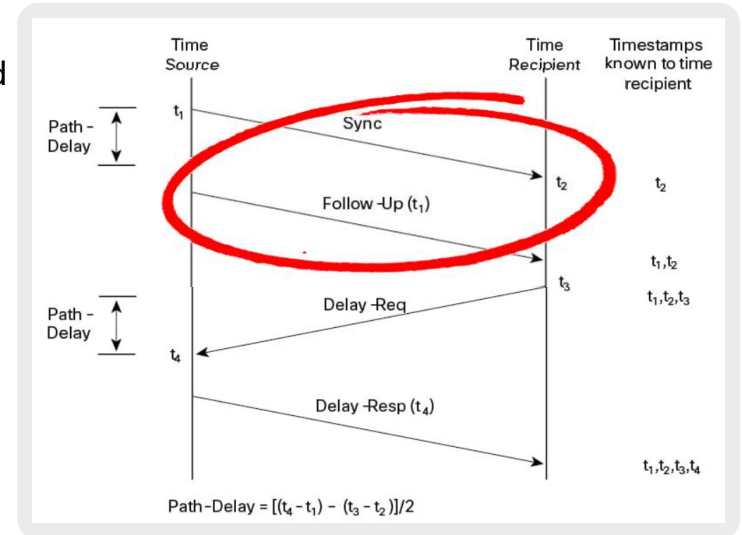 d
Time
Source
Time
Recipient
Timestamps
known to time
recipient
t₁
Path-
Delay
Sync
t₂
t₂
Follow-Up (t₁)
t₁,t₂
t₃
t₁,t₂,t₃
Delay-Req
Path-
Delay
t₄
Delay-Resp (t₄)
t₁,t₂,t₃,t₄
Path-Delay = [(t₄-t₁) - (t₃-t₂)]/2